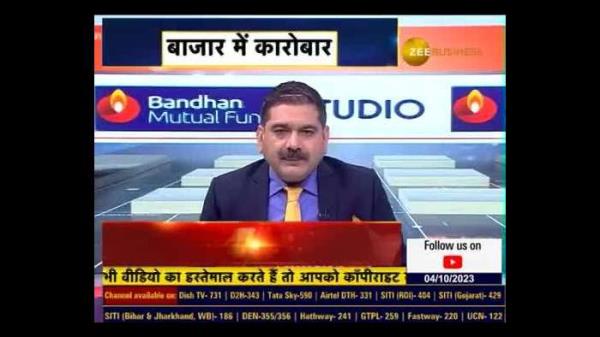 बाजार में कारोबार
ZEE BUSINESS
Bandhan
Mutual Fun
STUDIO
Follow us on
04/10/2023
भी वीडियो का इस्तेमाल करते हैं तो आपको कॉपीराइट
Channel available on: Dish TV- 731 | D2H-343 | Tata Sky-590 | Airtel DTH- 331 | SITI (ROI)- 404 | SITI (Gujarat)- 429
SITI (Bihar & Jharkhand, WB)- 186 | DEN-355/356 | Hathway- 241 | GTPL- 259 | Fastway- 220 | UCN- 122